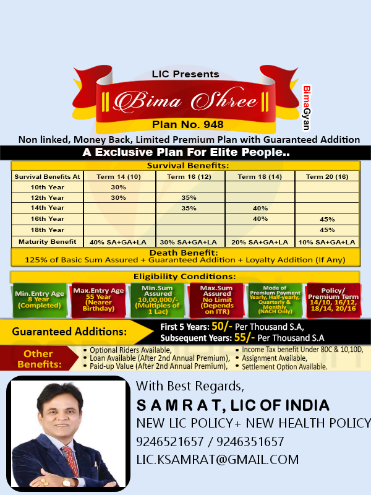 LIC Presents
Bima Shree
Plan No. 948
BimaGyan
Non linked, Money Back, Limited Premium Plan with Guaranteed Addition
A Exclusive Plan For Elite People..
Survival Benefits:
Survival Benefits At Term 14 (10) Term 16 (12) Term 18 (14) Term 20 (16)
10th Year 30%
12th Year 30% 35%
14th Year 35% 40%
16th Year 40% 45%
18th Year 45%
Maturity Benefit 40% SA+GA+LA 30% SA+GA+LA 20% SA+GA+LA 10% SA+GA+LA
Death Benefit:
125% of Basic Sum Assured + Guaranteed Addition + Loyalty Addition (If Any)
Eligibility Conditions:
Min.Entry Age
8 Year
(Completed)
Max.Entry Age
55 Year
(Nearer
Birthday)
Min.Sum
Assured
10,00,000/-
(Multiples of
1 Lac)
Max.Sum
Assured
No Limit
(Depends
on ITR)
Mode of
Premium Payment
Yearly, Half-yearly,
Quarterly &
Monthly
(NACH Only)
Policy/
Premium Term
14/10, 16/12,
18/14, 20/16
Guaranteed Additions:
First 5 Years: 50/- Per Thousand S.A,
Subsequent Years: 55/- Per Thousand S.A
Other
Benefits:
• Optional Riders Available,
• Loan Available (After 2nd Annual Premium),
• Paid-up Value (After 2nd Annual Premium).
• Income Tax benefit Under 80C & 10,10D,
• Assignment Available,
• Settlement Option Available.
With Best Regards,
S A M R A T, LIC OF INDIA
NEW LIC POLICY+ NEW HEALTH POLICY
9246521657 / 9246351657
LIC.KSAMRAT@GMAIL.COM